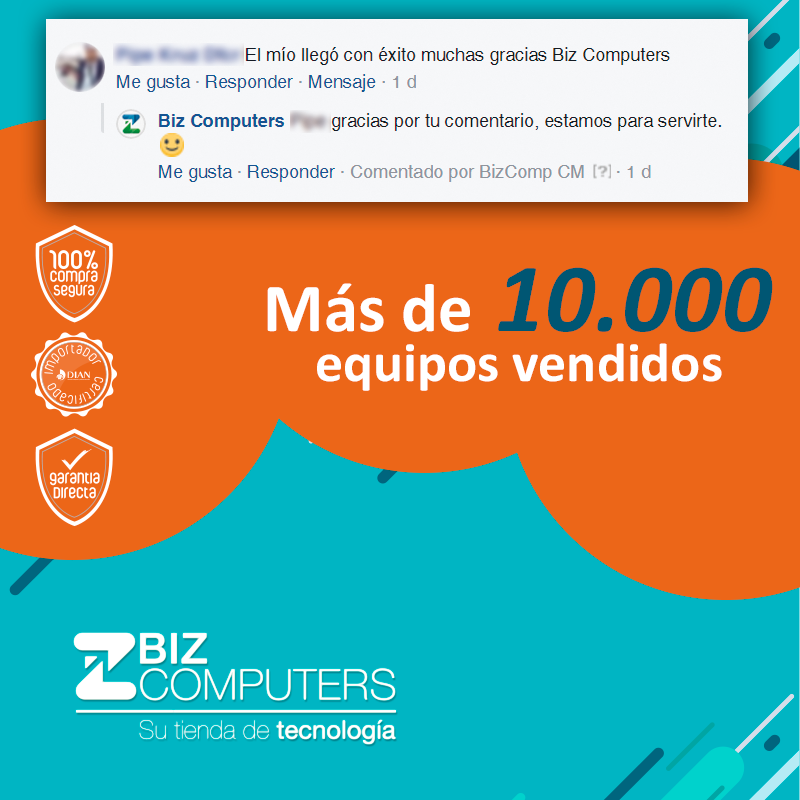 El mío llegó con éxito muchas gracias Biz Computers
Me gusta · Responder · Mensaje · 1 d
Biz Computers gracias por tu comentario, estamos para servirte.
Me gusta · Responder · Comentado por BizComp CM [?] · 1 d
100%
compra
segura
Más de 10.000
equipos vendidos
Importador
DIAN
Certificado
garantia
Directa
BIZ
COMPUTERS
Su tienda de tecnología